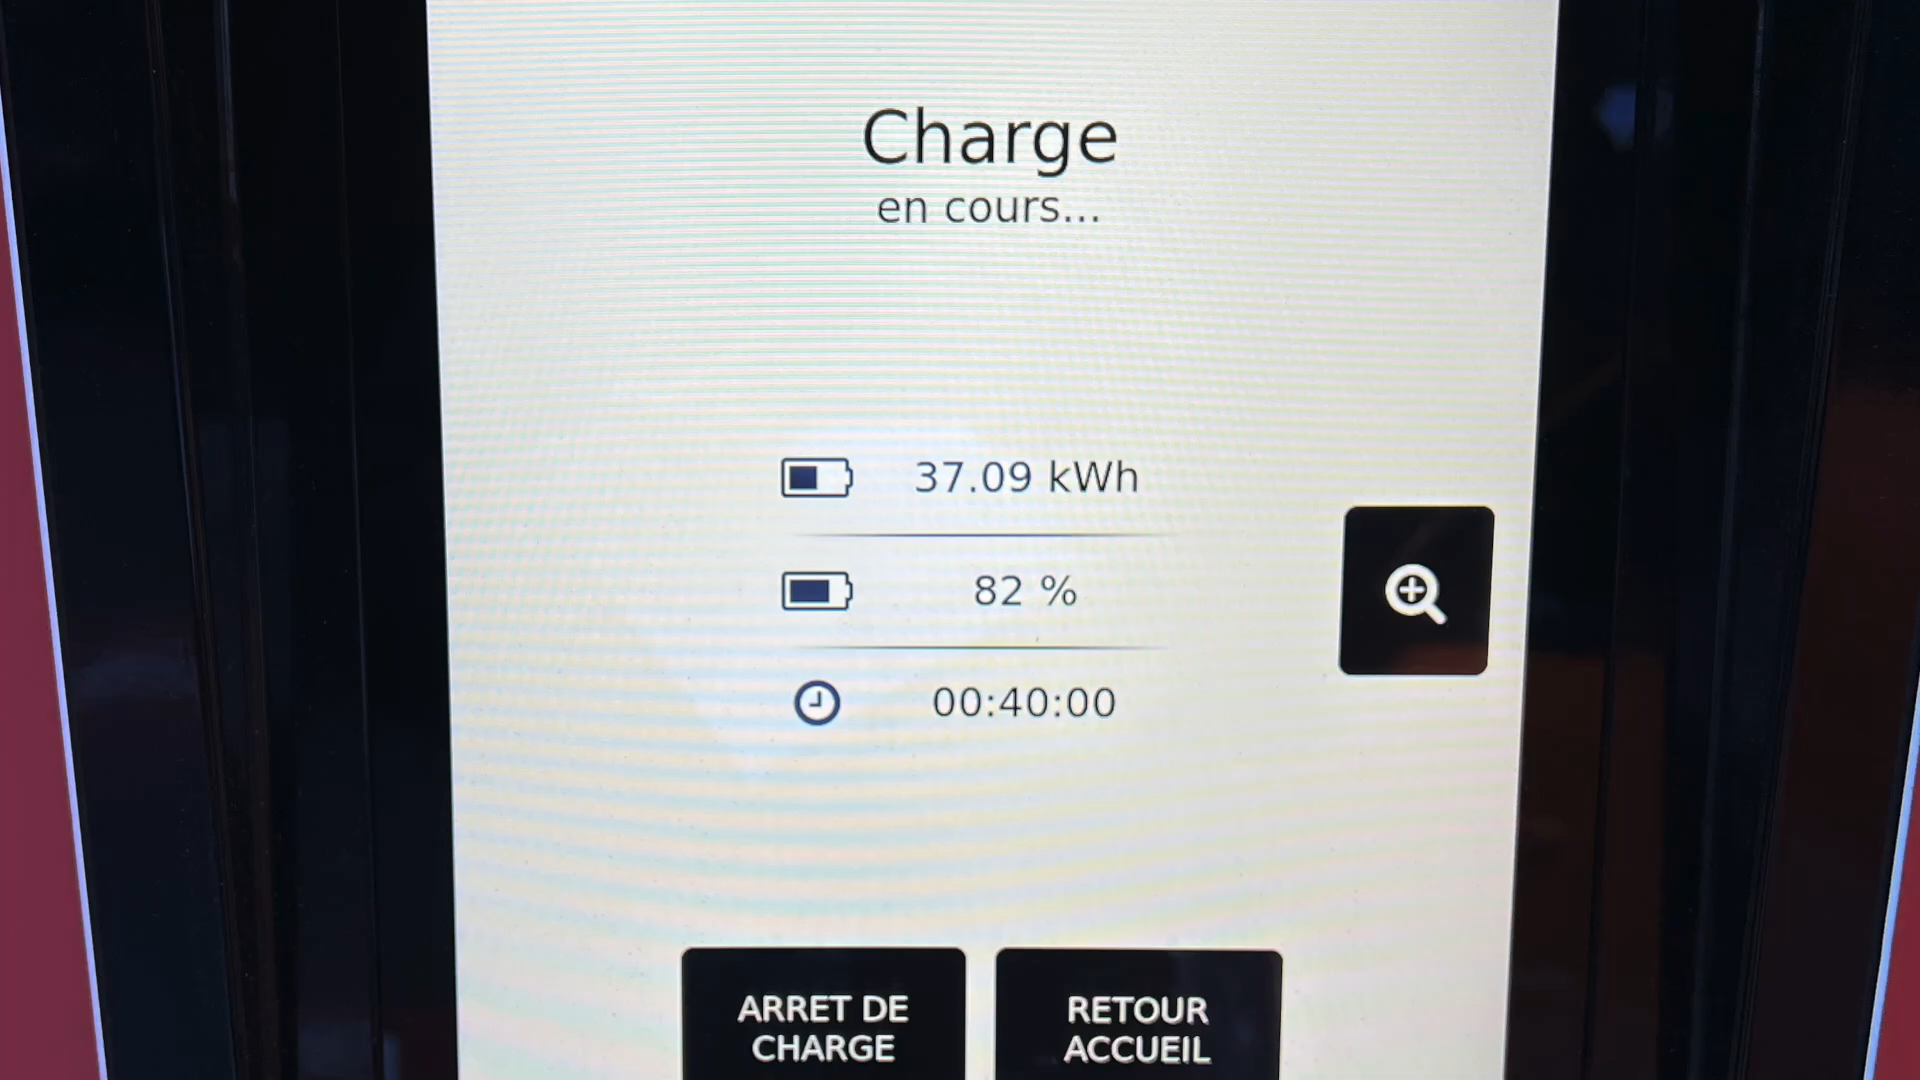 Charge
en cours...
37.09 kWh
82 %
00:40:00
ARRET DE
CHARGE
RETOUR
ACCUEIL